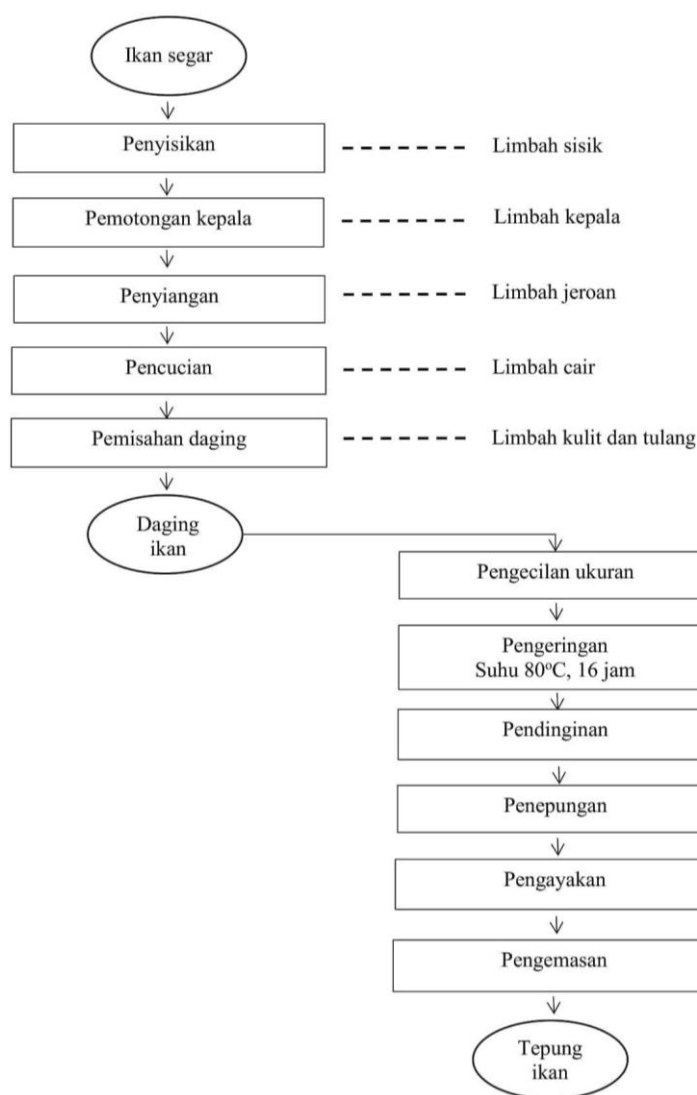 Ikan segar
Penyisikan
Limbah sisik
Pemotongan kepala
Limbah kepala
Penyiangan
Limbah jeroan
Pencucian
Limbah cair
Pemisahan daging
Limbah kulit dan tulang
Daging
ikan
Pengecilan ukuran
Pengeringan
Suhu 80°C, 16 jam
Pendinginan
Penepungan
Pengayakan
Pengemasan
Tepung
ikan